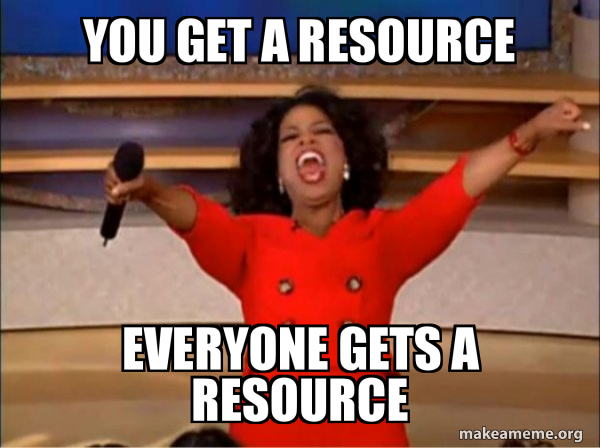 YOU GET A RESOURCE
EVERYONE GETS A
RESOURCE
makeameme.org